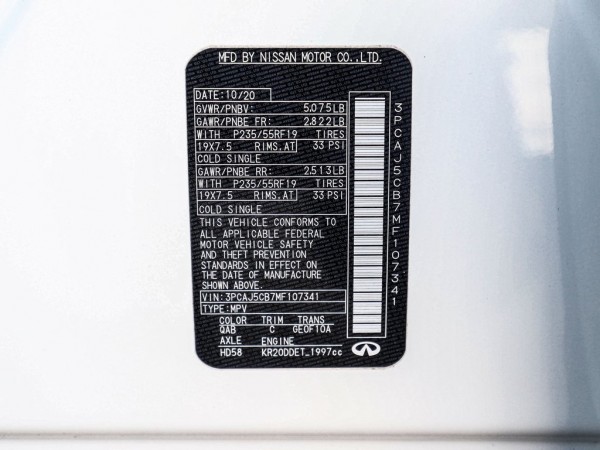 MFD BY NISSAN MOTOR CO.,LTD.
DATE:10/20
GVWR/PNBV: 5,075LB
GAWR/PNBE FR: 2,822LB
WITH P235/55RF19 TIRES
19X7.5 RIMS,AT 33 PSI
COLD SINGLE
GAWR/PNBE RR: 2,513LB
WITH P235/55RF19 TIRES
19X7.5 RIMS,AT 33 PSI
COLD SINGLE
THIS VEHICLE CONFORMS TO
ALL APPLICABLE FEDERAL
MOTOR VEHICLE SAFETY
AND THEFT PREVENTION
STANDARDS IN EFFECT ON
THE DATE OF MANUFACTURE
SHOWN ABOVE.
VIN: 3PCAJ5CB7MF107341
TYPE:MPV
COLOR TRIM TRANS
QAB C GE0F10A
AXLE ENGINE
HD58 KR20DDET_1997cc
3PCAJ5CB7MF107341